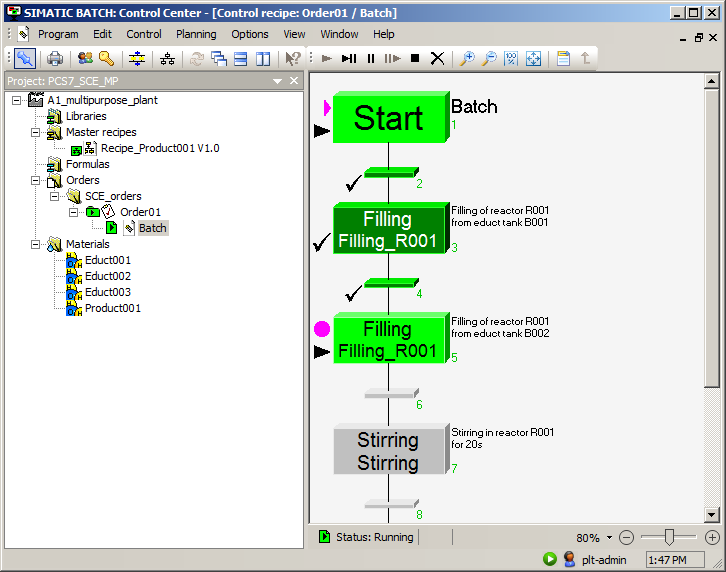 SIMATIC BATCH: Control Center - [Control recipe: Order01 / Batch]
Program Edit Control Planning Options View Window Help
100 %
Project: PCS7_SCE_MP
A1_multipurpose_plant
Libraries
Master recipes
Recipe_Product001 V1.0
Formulas
Orders
SCE_orders
Order01
Batch
Materials
Educt001
Educt002
Educt003
Product001
Start
Batch
1
2
Filling
Filling_R001
Filling of reactor R001
from educt tank B001
3
4
Filling
Filling_R001
Filling of reactor R001
from educt tank B002
5
6
Stirring
Stirring
Stirring in reactor R001
for 20s
7
8
Status: Running
80%
plt-admin
1:47 PM